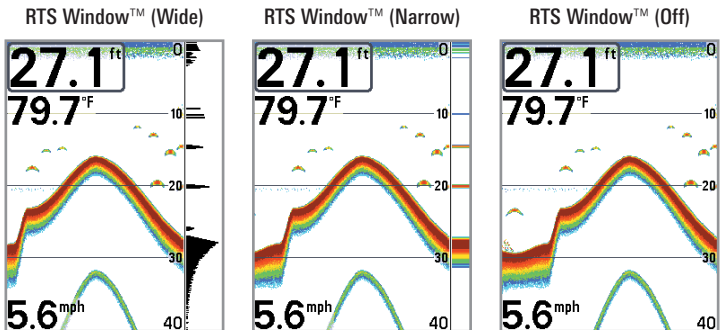 RTS Window™ (Wide)
27.1 ft
79.7°F
0
10
20
30
40
5.6 mph
RTS Window™ (Narrow)
27.1 ft
79.7°F
0
10
20
30
40
5.6 mph
RTS Window™ (Off)
27.1 ft
79.7°F
0
10
20
30
40
5.6 mph